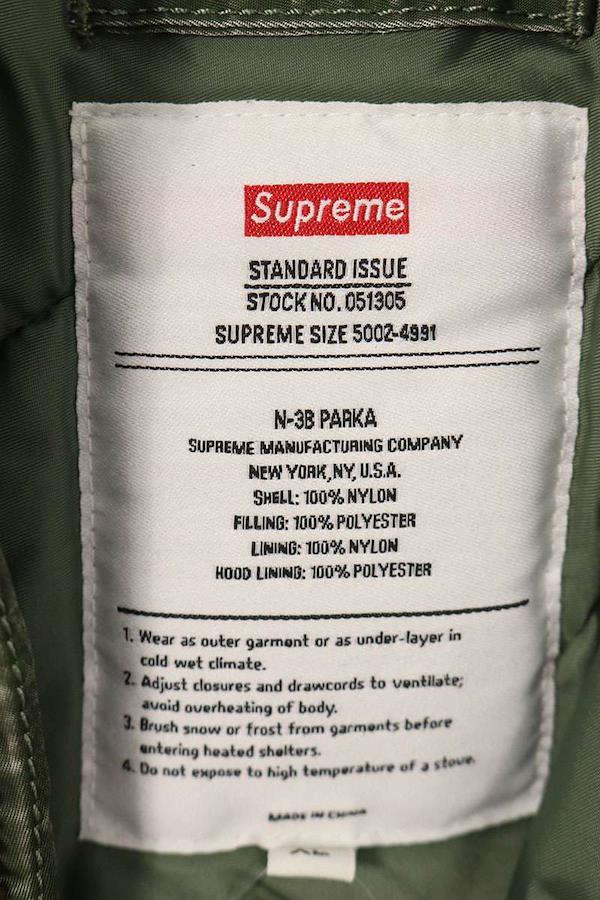 Supreme
STANDARD ISSUE
STOCK NO. 051305
SUPREME SIZE 5002-4991
N-3B PARKA
SUPREME MANUFACTURING COMPANY
NEW YORK,NY, U.S.A.
SHELL: 100% NYLON
FILLING: 100% POLYESTER
LINING: 100% NYLON
HOOD LINING: 100% POLYESTER
1. Wear as outer garment or as under-layer in
cold wet climate.
2. Adjust closures and drawcords to ventilate;
avoid overheating of body.
3. Brush snow or frost from garments before
entering heated shelters.
4. Do not expose to high temperature of a stove.
MADE IN CHINA